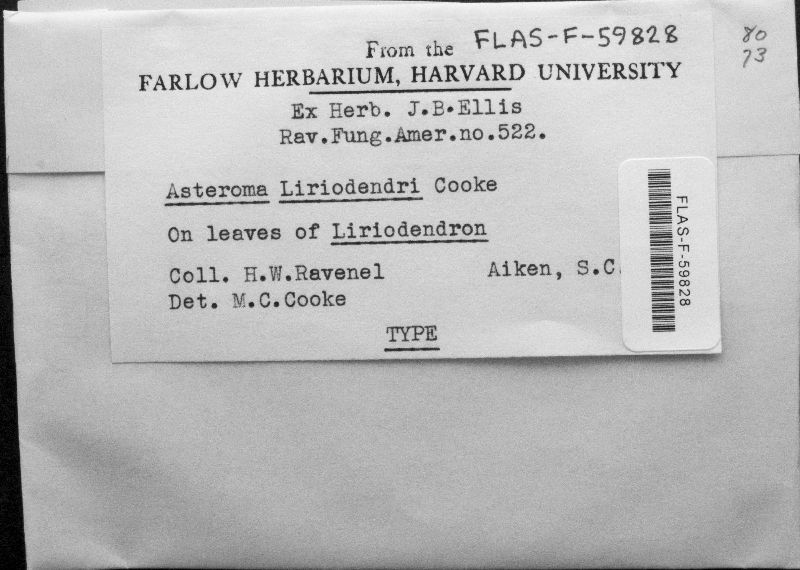 From the FLAS-F-59828
80
73
FARLOW HERBARIUM, HARVARD UNIVERSITY
Ex Herb. J.B.Ellis
Rav.Fung.Amer.no.522.
Asteroma Liriodendri Cooke
On leaves of Liriodendron
Coll. H.W.Ravenel Aiken, S.C.
Det. M.C.Cooke
TYPE
FLAS-F-59828